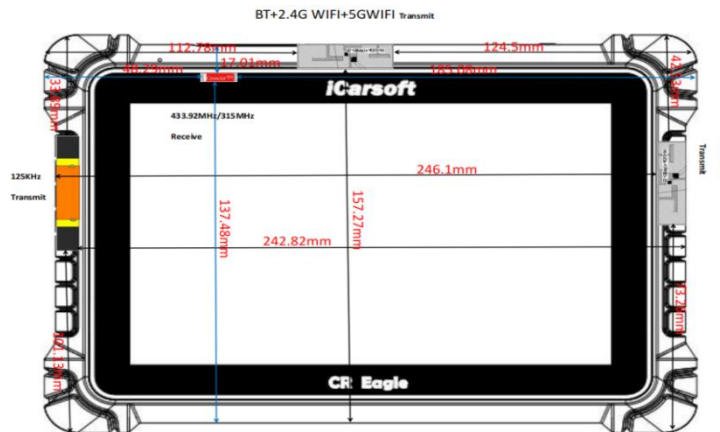 BT+2.4G WIFI+5GWIFI Transmit
112.78mm
124.5mm
17.01mm
iCarsoft
433.92MHz/315MHz
Receive
Transmit
125KHz
Transmit
246.1mm
137.48mm
157.27mm
242.82mm
CR Eagle